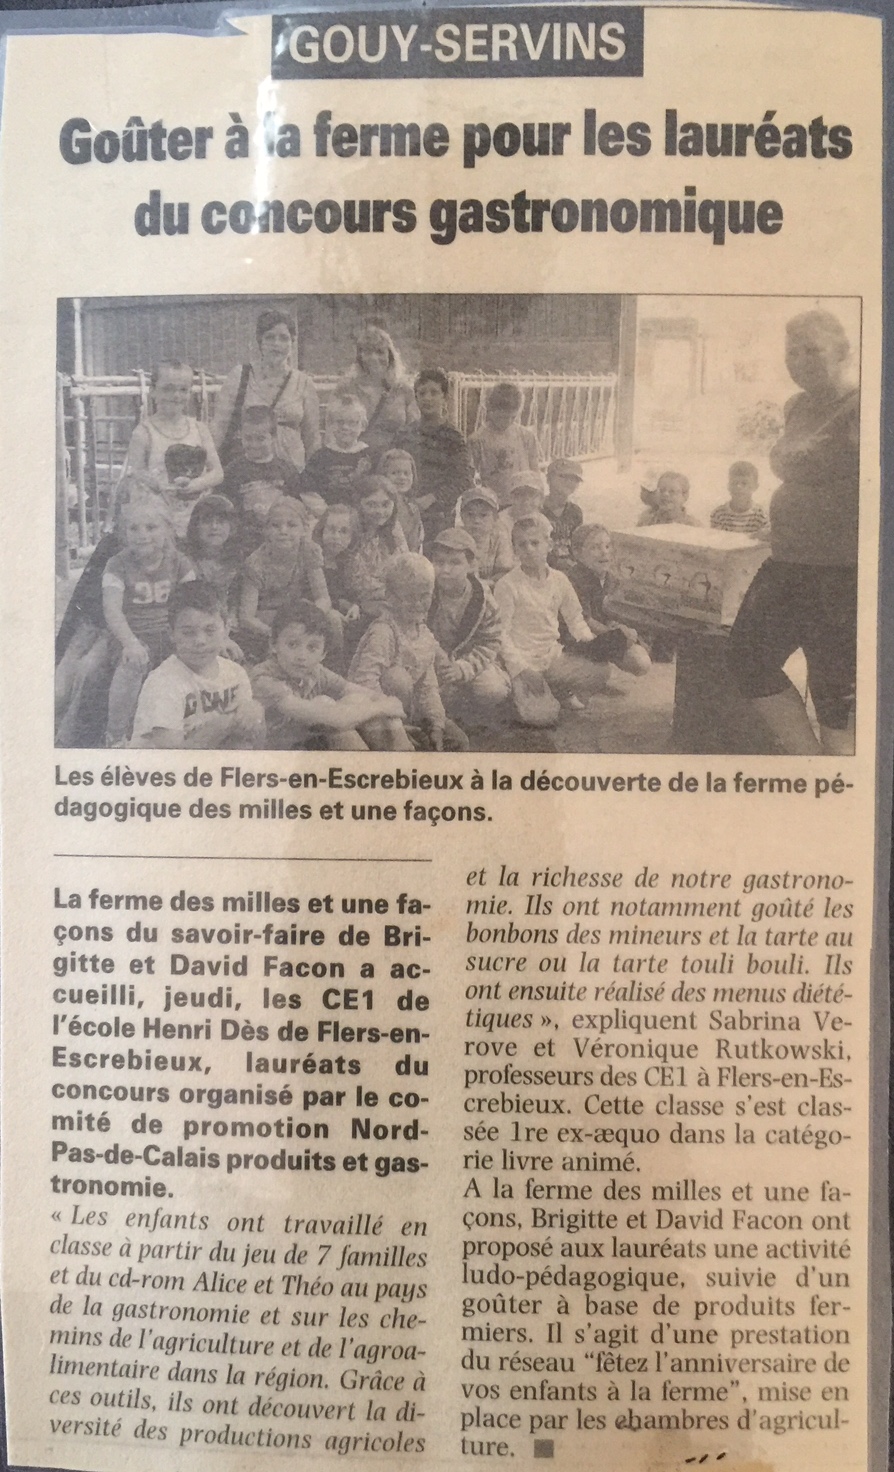 GOUY-SERVINS
Goûter à la ferme pour les lauréats
du concours gastronomique
Les élèves de Flers-en-Escrebieux à la découverte de la ferme pé-
dagogique des milles et une façons.
La ferme des milles et une fa-
çons du savoir-faire de Bri-
gitte et David Facon a ac-
cueilli, jeudi, les CE1 de
l'école Henri Dès de Flers-en-
Escrebieux, lauréats du
concours organisé par le co-
mité de promotion Nord-
Pas-de-Calais produits et gas-
tronomie.
« Les enfants ont travaillé en
classe à partir du jeu de 7 familles
et du cd-rom Alice et Théo au pays
de la gastronomie et sur les che-
mins de l'agriculture et de l'agroa-
limentaire dans la région. Grâce à
ces outils, ils ont découvert la di-
versité des productions agricoles
et la richesse de notre gastrono-
mie. Ils ont notamment goûté les
bonbons des mineurs et la tarte au
sucre ou la tarte touli bouli. Ils
ont ensuite réalisé des menus diété-
tiques », expliquent Sabrina Ve-
rove et Véronique Rutkowski,
professeurs des CE1 à Flers-en-Es-
crebieux. Cette classe s'est clas-
sée 1re ex-æquo dans la catégo-
rie livre animé.
A la ferme des milles et une fa-
çons, Brigitte et David Facon ont
proposé aux lauréats une activité
ludo-pédagogique, suivie d'un
goûter à base de produits fer-
miers. Il s'agit d'une prestation
du réseau "fêtez l'anniversaire de
vos enfants à la ferme", mise en
place par les chambres d'agricul-
ture. ■